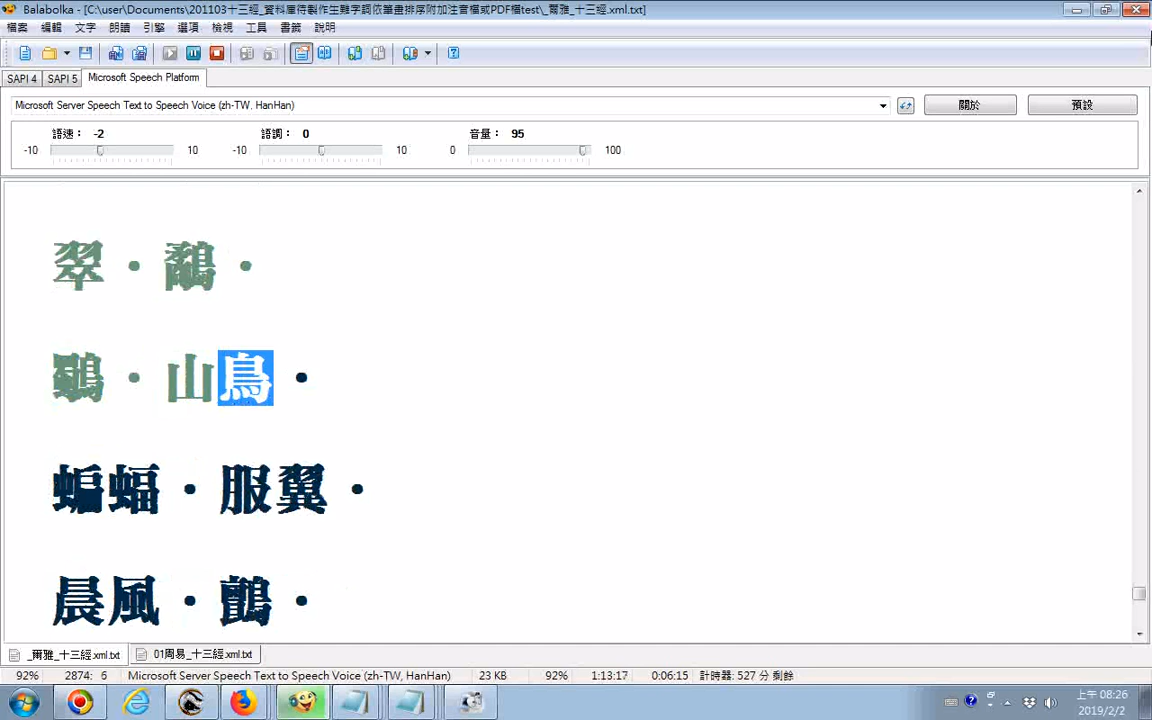 Balabolka - [C:\user\Documents\201103十三經_資料庫待製作生難字詞依筆畫排序附加注音檔或PDF檔test\_爾雅_十三經.xml.txt]
檔案 編輯 文字 朗讀 引擎 選項 檢視 工具 書籤 說明
SAPI 4 SAPI 5 Microsoft Speech Platform
Microsoft Server Speech Text to Speech Voice (zh-TW, HanHan) 關於 預設
語速： -2 語調： 0 音量： 95
-10 10 -10 10 0 100
翠・鷸・
鸀・山鳥・
蝙蝠・服翼・
晨風・鸇・
_爾雅_十三經.xml.txt 01周易_十三經.xml.txt
92% 2874: 6 Microsoft Server Speech Text to Speech Voice (zh-TW, HanHan) 23 KB 92% 1:13:17 0:06:15 計時器: 527 分 剩餘
上午 08:26
2019/2/2